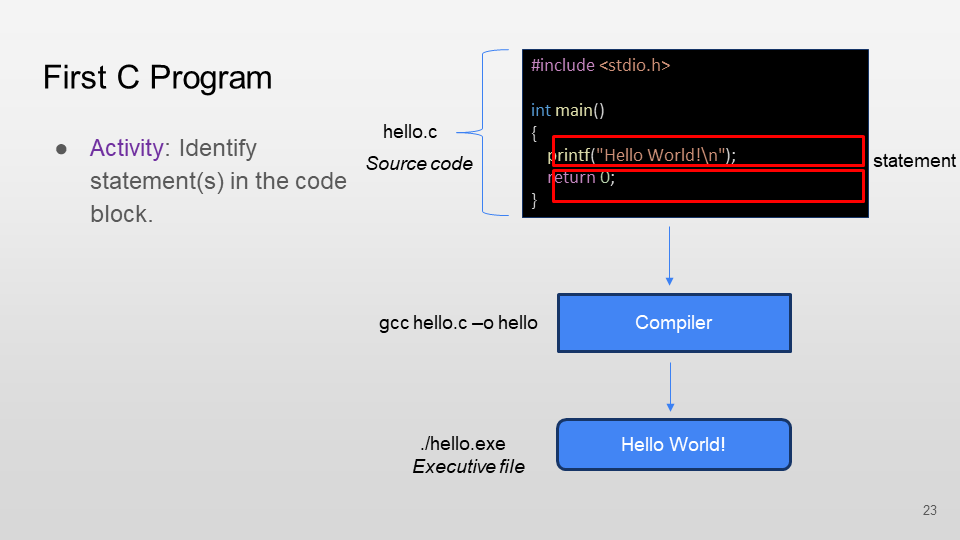 First C Program
● Activity: Identify
statement(s) in the code
block.
hello.c
Source code
#include <stdio.h>
int main()
{
printf("Hello World!\n");
return 0;
}
statement
gcc hello.c –o hello
Compiler
./hello.exe
Executive file
Hello World!
23